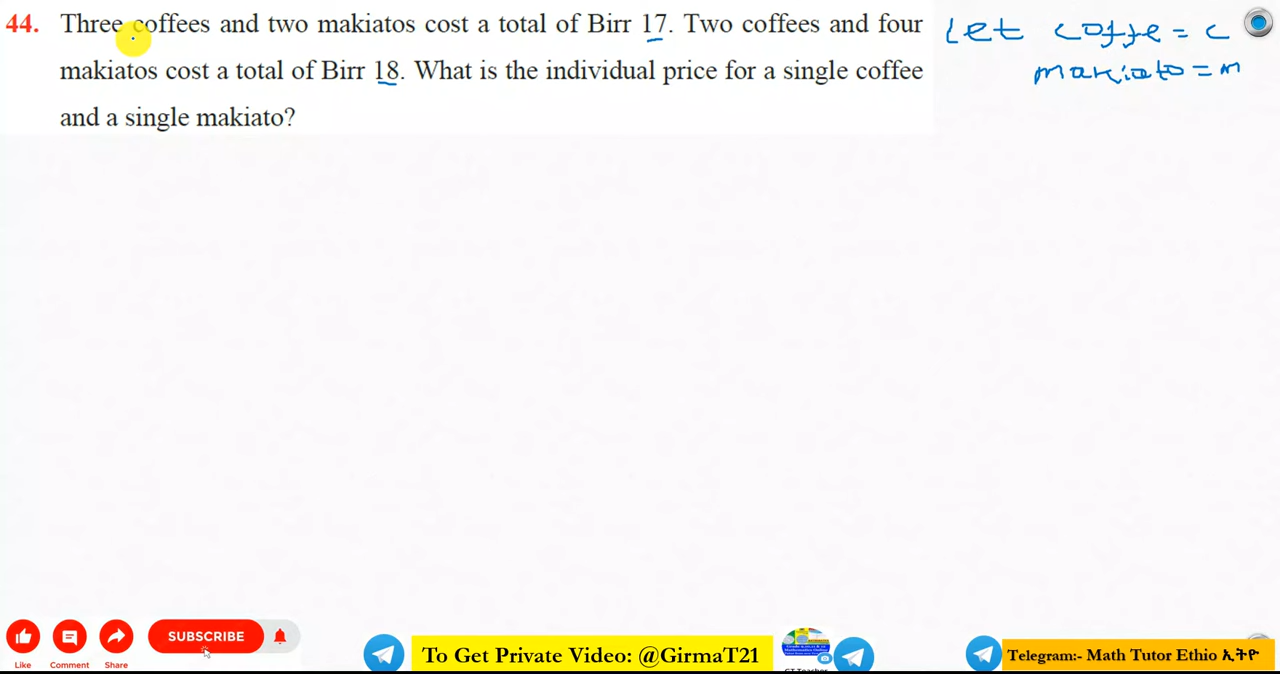 44. Three coffees and two makiatos cost a total of Birr 17. Two coffees and four
makiatos cost a total of Birr 18. What is the individual price for a single coffee
and a single makiato?
Let coffe = c
makiato = m
SUBSCRIBE
Like Comment Share
To Get Private Video: @GirmaT21
Telegram:- Math Tutor Ethio ኢትዮ